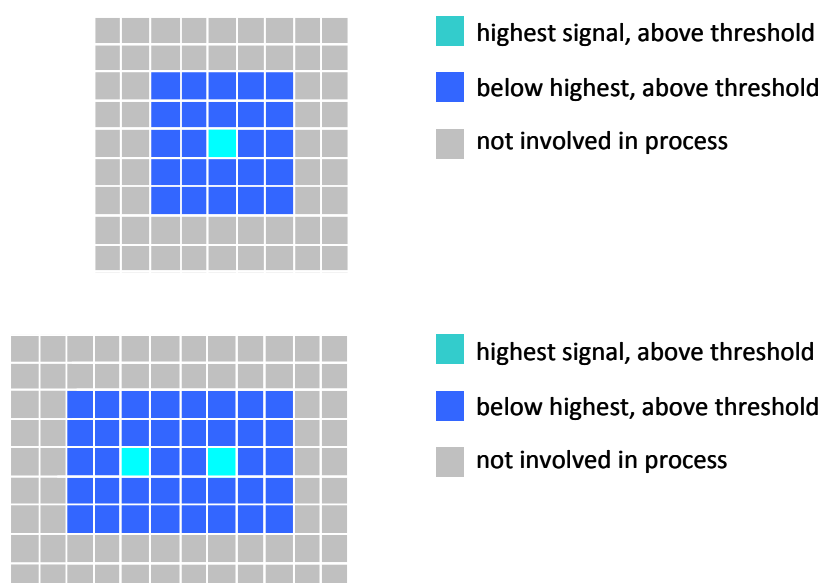 highest signal, above threshold
below highest, above threshold
not involved in process
highest signal, above threshold
below highest, above threshold
not involved in process